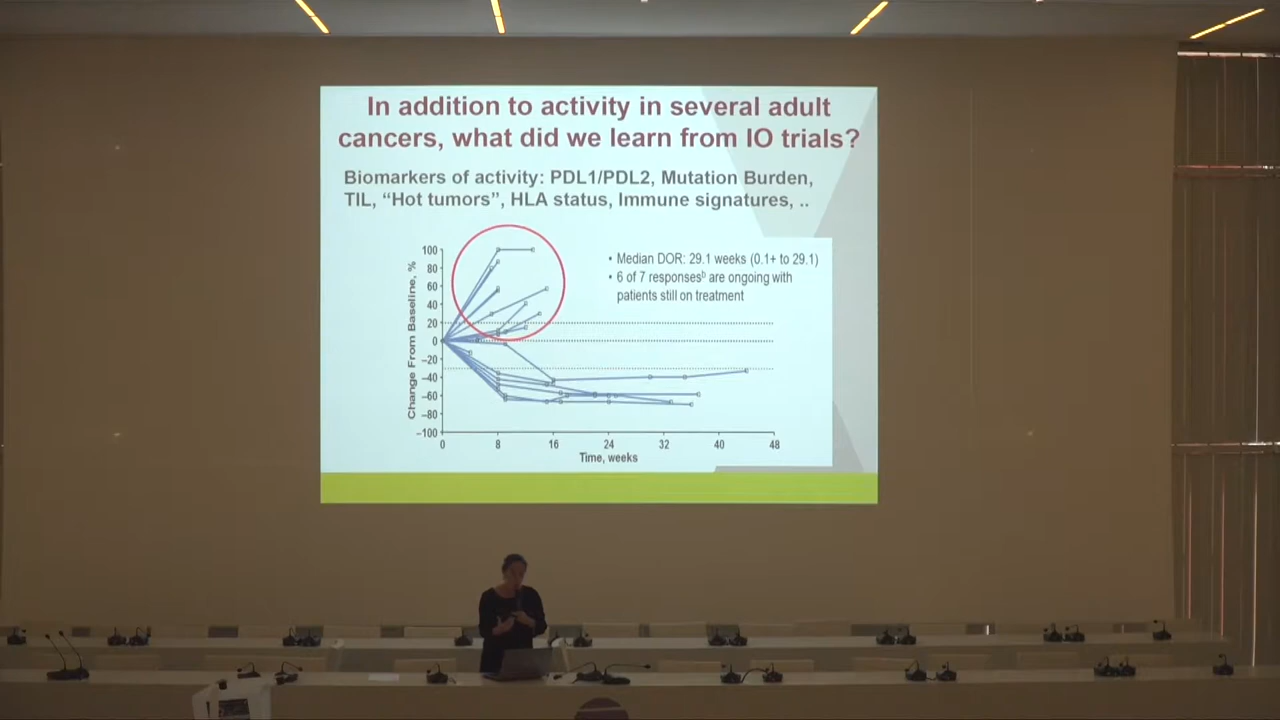 In addition to activity in several adult
cancers, what did we learn from IO trials?
Biomarkers of activity: PDL1/PDL2, Mutation Burden,
TIL, “Hot tumors”, HLA status, Immune signatures, ..
• Median DOR: 29.1 weeks (0.1+ to 29.1)
• 6 of 7 responsesᵇ are ongoing with
patients still on treatment
Change From Baseline, %
100
80
60
40
20
0
–20
–40
–60
–80
–100
0 8 16 24 32 40 48
Time, weeks